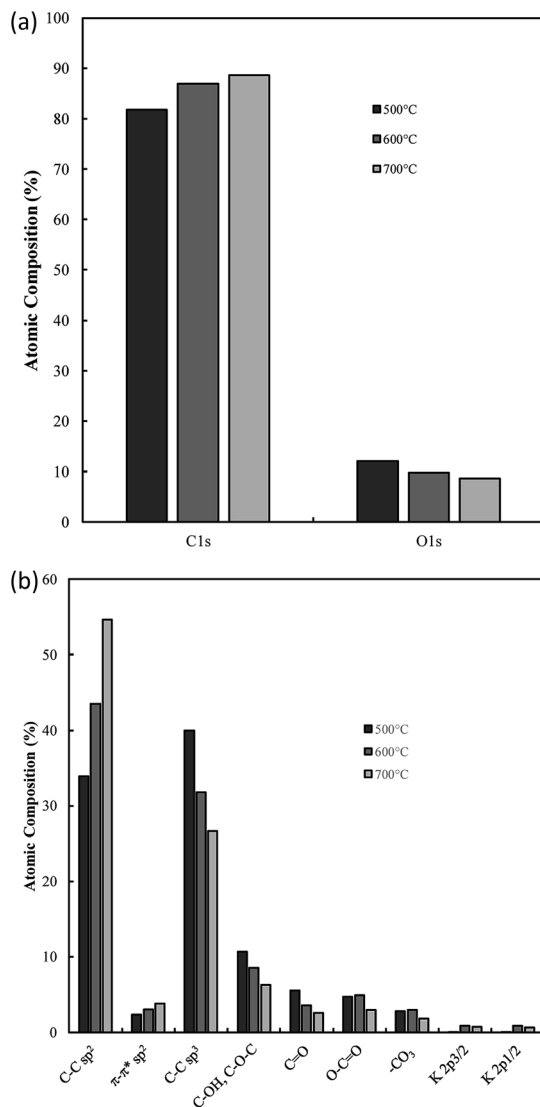 (a)
100
90
80
70
60
50
40
30
20
10
0
Atomic Composition (%)
500°C
600°C
700°C
C1s
O1s
(b)
60
50
40
30
20
10
0
Atomic Composition (%)
500°C
600°C
700°C
C-C sp²
π-π* sp²
C-C sp³
C-OH, C-O-C
C=O
O-C=O
-CO₃
K 2p3/2
K 2p1/2